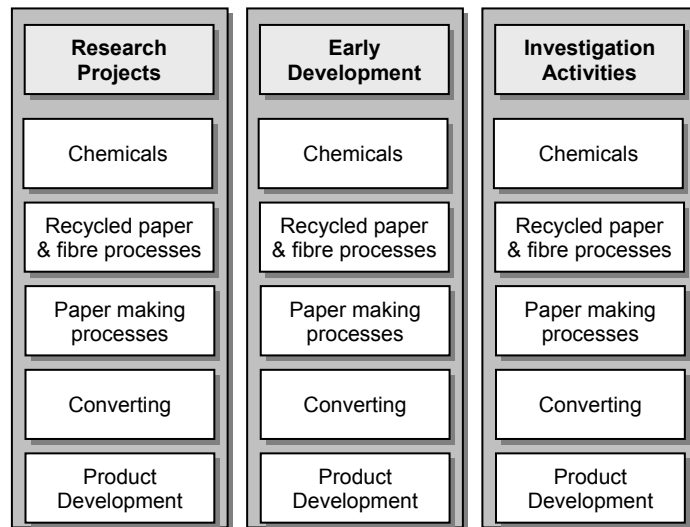 Research
Projects
Chemicals
Recycled paper
& fibre processes
Paper making
processes
Converting
Product
Development
Early
Development
Chemicals
Recycled paper
& fibre processes
Paper making
processes
Converting
Product
Development
Investigation
Activities
Chemicals
Recycled paper
& fibre processes
Paper making
processes
Converting
Product
Development